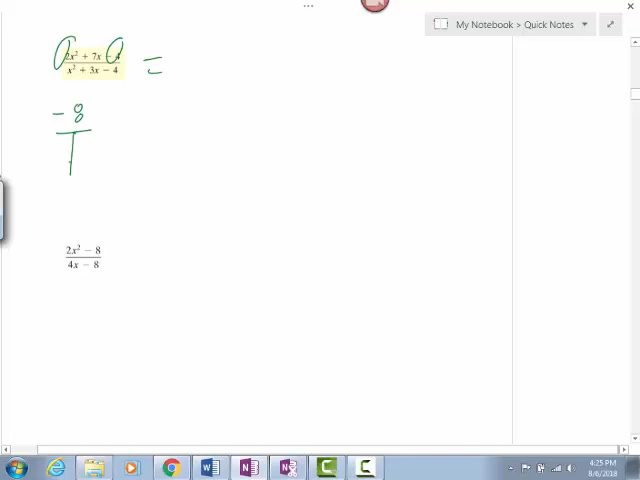 My Notebook > Quick Notes
2x² + 7x − 4
x² + 3x − 4
=
− 8
2x² − 8
4x − 8
4:25 PM
8/6/2018